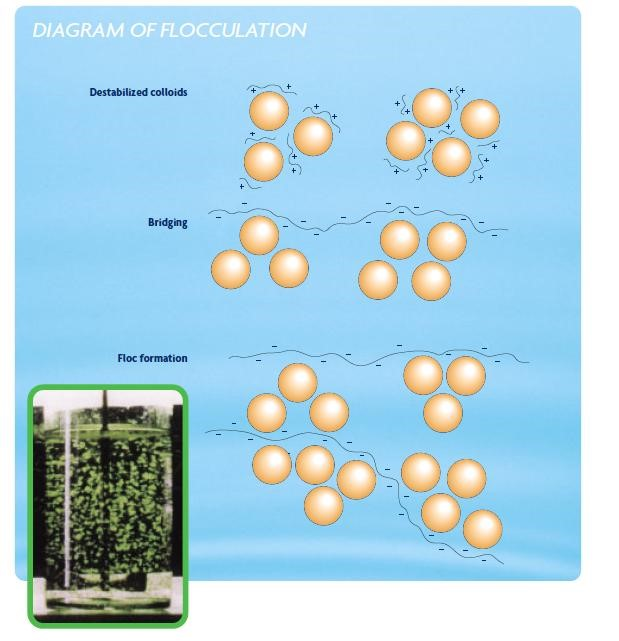 DIAGRAM OF FLOCCULATION
Destabilized colloids
Bridging
Floc formation